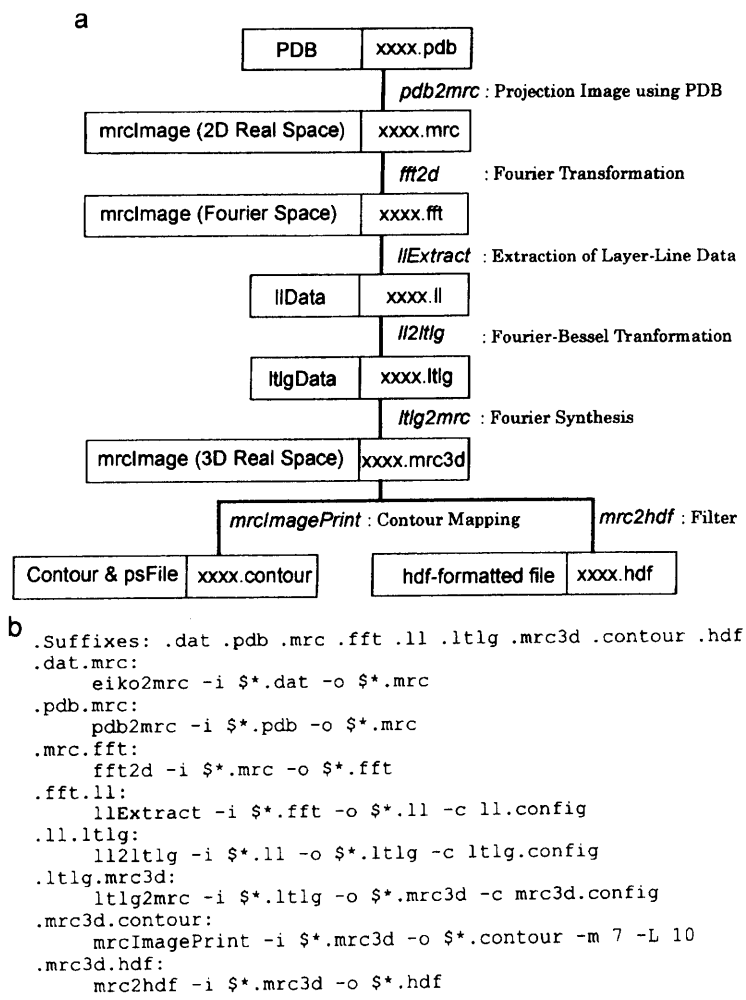 a
PDB xxxx.pdb
pdb2mrc : Projection Image using PDB
mrcImage (2D Real Space) xxxx.mrc
fft2d : Fourier Transformation
mrcImage (Fourier Space) xxxx.fft
llExtract : Extraction of Layer-Line Data
llData xxxx.ll
ll2ltlg : Fourier-Bessel Tranformation
ltlgData xxxx.ltlg
ltlg2mrc : Fourier Synthesis
mrcImage (3D Real Space) xxxx.mrc3d
mrcImagePrint : Contour Mapping mrc2hdf : Filter
Contour & psFile xxxx.contour hdf-formatted file xxxx.hdf
b
.Suffixes: .dat .pdb .mrc .fft .ll .ltlg .mrc3d .contour .hdf
.dat.mrc:
eiko2mrc -i $*.dat -o $*.mrc
.pdb.mrc:
pdb2mrc -i $*.pdb -o $*.mrc
.mrc.fft:
fft2d -i $*.mrc -o $*.fft
.fft.ll:
llExtract -i $*.fft -o $*.ll -c ll.config
.ll.ltlg:
ll2ltlg -i $*.ll -o $*.ltlg -c ltlg.config
.ltlg.mrc3d:
ltlg2mrc -i $*.ltlg -o $*.mrc3d -c mrc3d.config
.mrc3d.contour:
mrcImagePrint -i $*.mrc3d -o $*.contour -m 7 -L 10
.mrc3d.hdf:
mrc2hdf -i $*.mrc3d -o $*.hdf